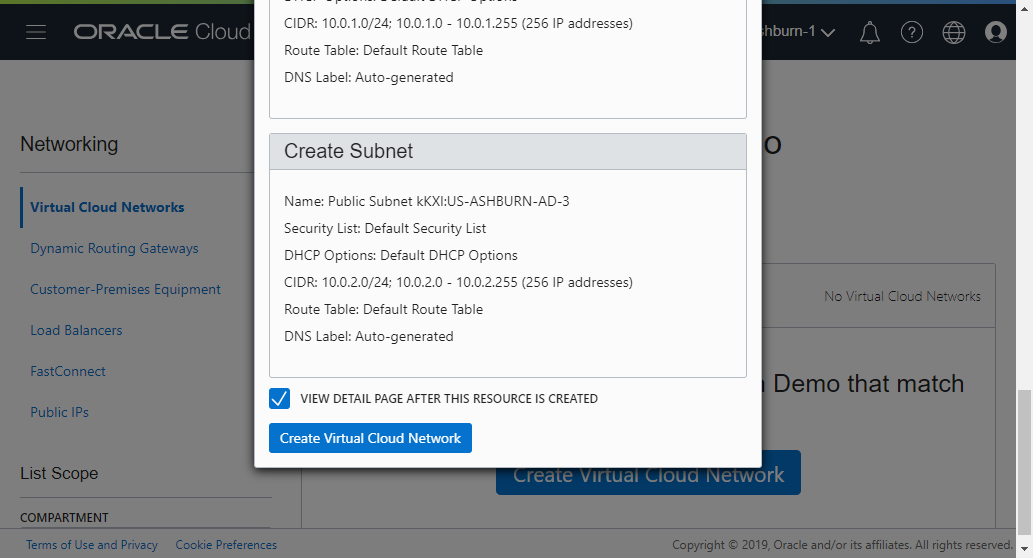 ORACLE Cloud
CIDR: 10.0.1.0/24; 10.0.1.0 - 10.0.1.255 (256 IP addresses)
Route Table: Default Route Table
DNS Label: Auto-generated
Create Subnet
Name: Public Subnet kKXI:US-ASHBURN-AD-3
Security List: Default Security List
DHCP Options: Default DHCP Options
CIDR: 10.0.2.0/24; 10.0.2.0 - 10.0.2.255 (256 IP addresses)
Route Table: Default Route Table
DNS Label: Auto-generated
VIEW DETAIL PAGE AFTER THIS RESOURCE IS CREATED
Create Virtual Cloud Network
hburn-1
Networking
Virtual Cloud Networks
Dynamic Routing Gateways
Customer-Premises Equipment
Load Balancers
FastConnect
Public IPs
List Scope
COMPARTMENT
o
No Virtual Cloud Networks
Demo that match
Create Virtual Cloud Network
Terms of Use and Privacy Cookie Preferences
Copyright © 2019, Oracle and/or its affiliates. All rights reserved.